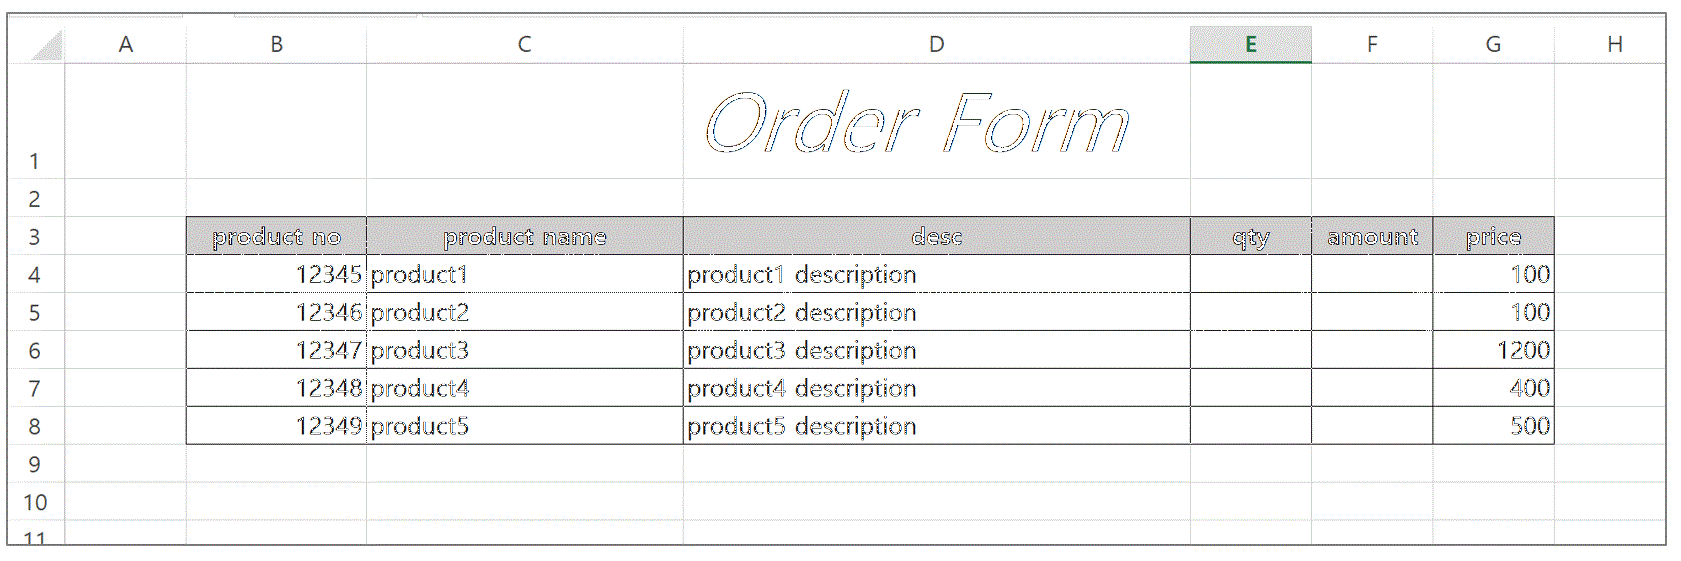 A B C D E F G H
Order Form
1
2
3 product no product name desc qty amount price
4 12345 product1 product1 description 100
5 12346 product2 product2 description 100
6 12347 product3 product3 description 1200
7 12348 product4 product4 description 400
8 12349 product5 product5 description 500
9
10
11